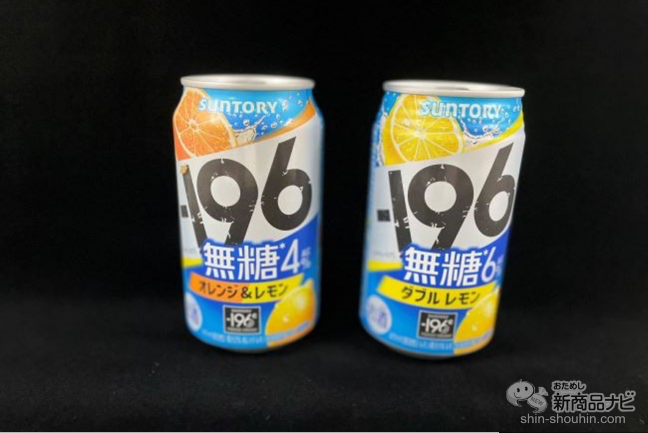 SUNTORY
-196
無糖 4
オレンジ&レモン
-196℃
SUNTORY
-196
無糖 6
ダブルレモン
-196℃
おためし
新商品ナビ
NEW
shin-shouhin.com